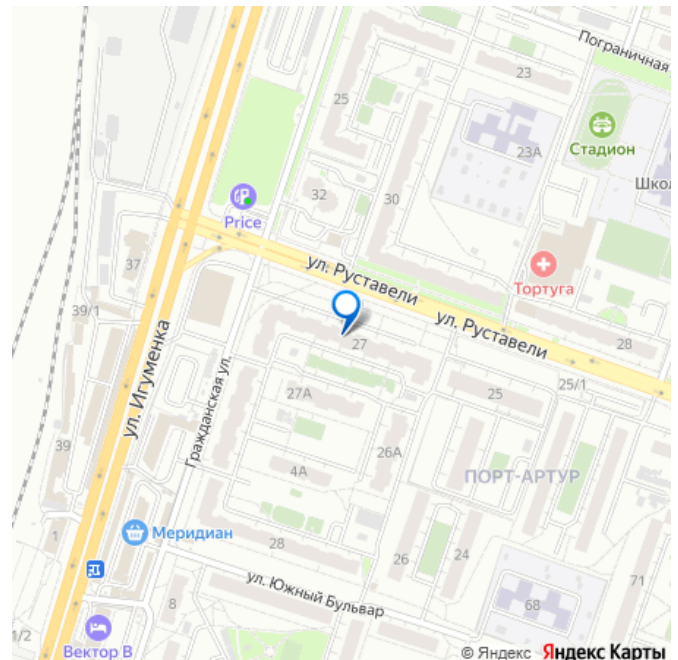 Пограничная
23
25
Стадион
23А
Школ
32
30
Price
ул. Руставели
37
Тортуга
39/1
ул. Руставели
27
28
ул. Игуменка
Гражданская ул.
25/1
27А
25
39
26А
4А
ПОРТ-АРТУР
1
Меридиан
28
26
24
71
ул. Южный Бульвар
8
68
1/2
Вектор В
© Яндекс Яндекс Карты